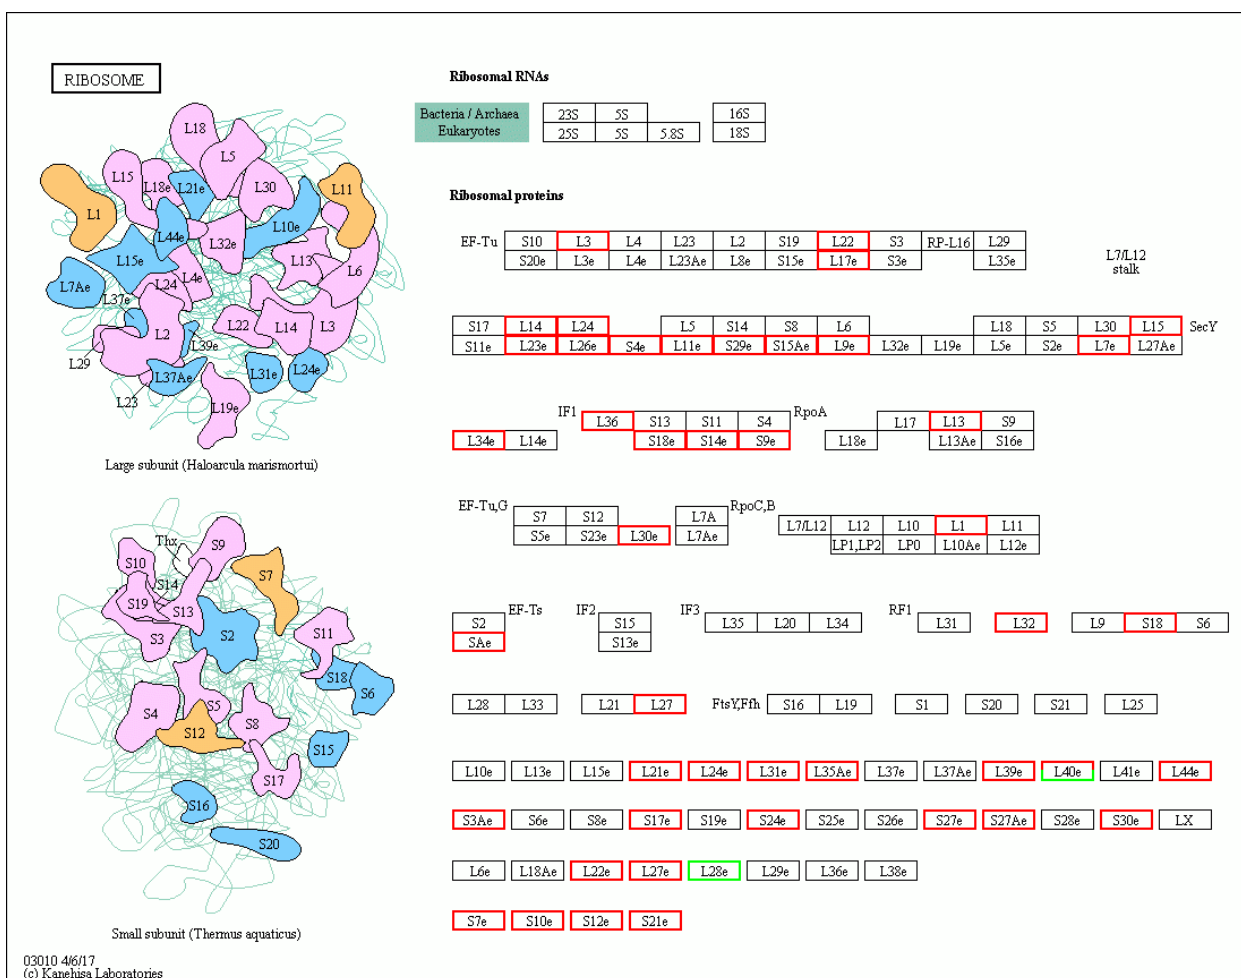 RIBOSOME
Ribosomal RNAs
Bacteria / Archaea 23S 5S 16S
Eukaryotes 25S 5S 5.8S 18S
Ribosomal proteins
EF-Tu S10 L3 L4 L23 L2 S19 L22 S3 RP-L16 L29
S20e L3e L4e L23Ae L8e S15e L17e S3e L35e
L7/L12
stalk
S17 L14 L24 L5 S14 S8 L6 L18 S5 L30 L15 SecY
S11e L23e L26e S4e L11e S29e S15Ae L9e L32e L19e L5e S2e L7e L27Ae
IF1 L36 S13 S11 S4 RpoA L17 L13 S9
L34e L14e S18e S14e S9e L18e L13Ae S16e
EF-Tu,G S7 S12 L7A RpoC,B L7/L12 L12 L10 L1 L11
S5e S23e L30e L7Ae LP1,LP2 LP0 L10Ae L12e
S2 EF-Ts IF2 S15 IF3 L35 L20 L34 RF1 L31 L32 L9 S18 S6
SAe S13e
L28 L33 L21 L27 FtsY,Ffh S16 L19 S1 S20 S21 L25
L10e L13e L15e L21e L24e L31e L35Ae L37e L37Ae L39e L40e L41e L44e
S3Ae S6e S8e S17e S19e S24e S25e S26e S27e S27Ae S28e S30e LX
L6e L18Ae L22e L27e L28e L29e L36e L38e
S7e S10e S12e S21e
L18
L5
L15
L18e
L21e
L30
L11
L1
L10e
L44e
L32e
L15e
L13
L6
L7Ae
L24
L4e
L37e
L2
L22
L14
L3
L39e
L29
L37Ae
L31e
L24e
L23
L19e
Large subunit (Haloarcula marismortui)
Thx
S9
S10
S14
S7
S19
S13
S3
S2
S11
S18
S6
S4
S5
S8
S12
S15
S17
S16
S20
Small subunit (Thermus aquaticus)
03010 4/6/17
(c) Kanehisa Laboratories